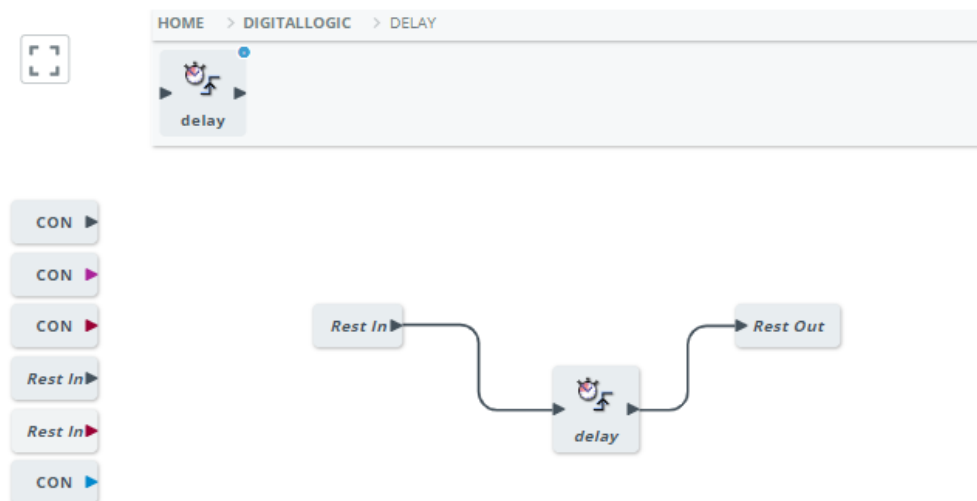 HOME > DIGITALLOGIC > DELAY
delay
CON
CON
CON
Rest In
Rest In
CON
Rest In
delay
Rest Out